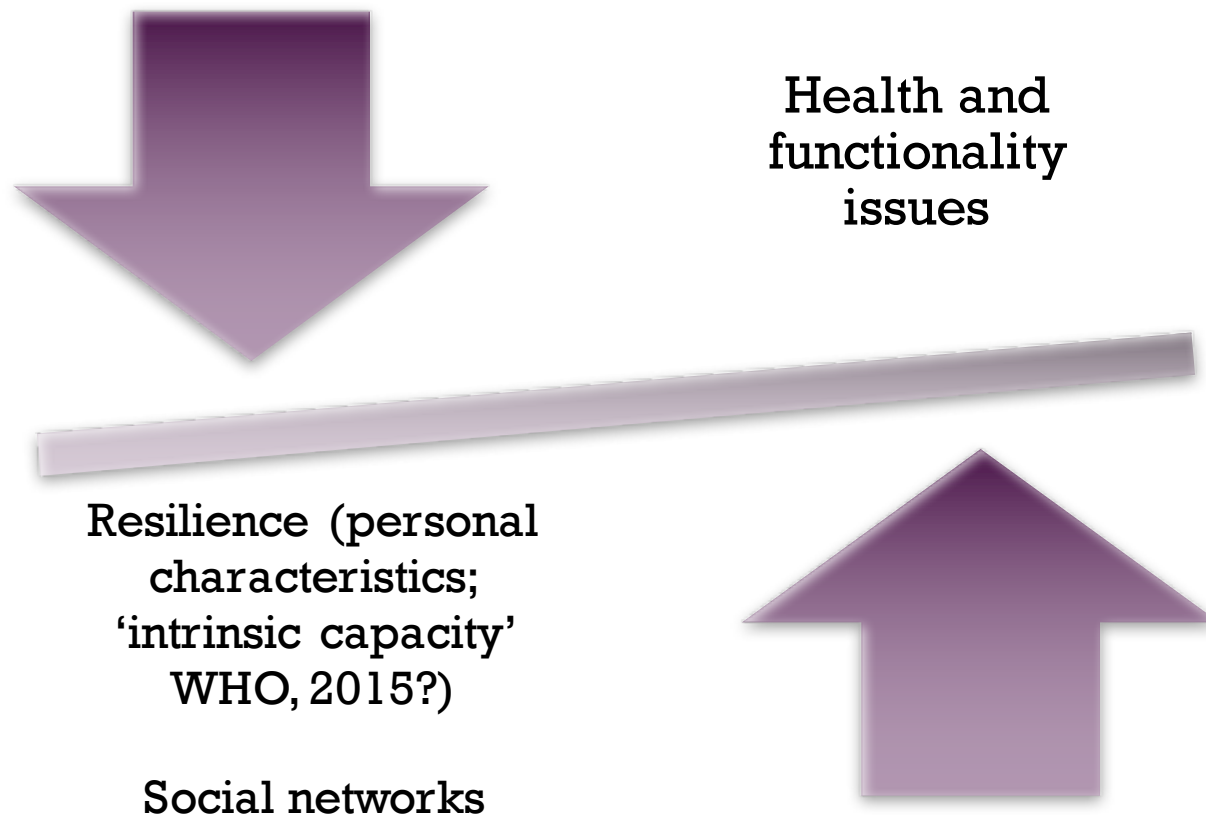 Health and
functionality
issues
Resilience (personal
characteristics;
‘intrinsic capacity’
WHO, 2015?)
Social networks